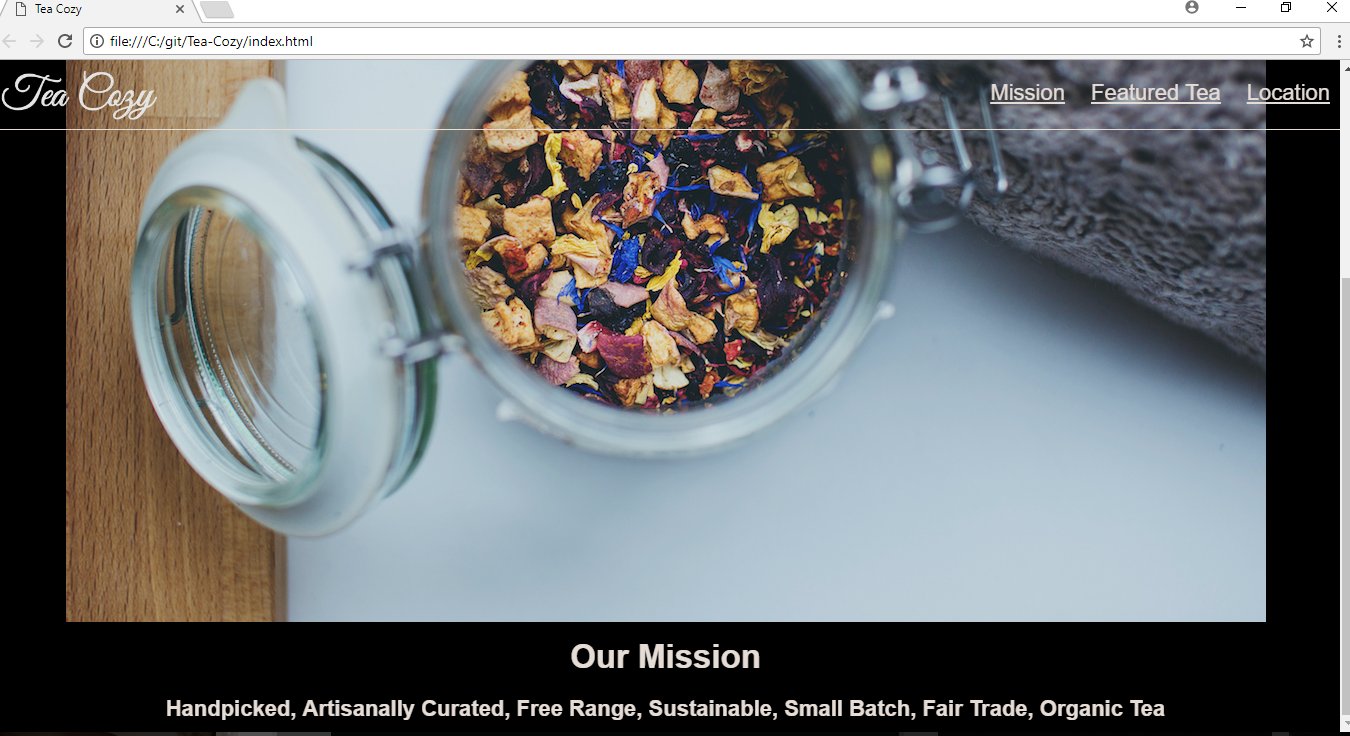 Tea Cozy
file:///C:/git/Tea-Cozy/index.html
Tea Cozy
Mission Featured Tea Location
Our Mission
Handpicked, Artisanally Curated, Free Range, Sustainable, Small Batch, Fair Trade, Organic Tea